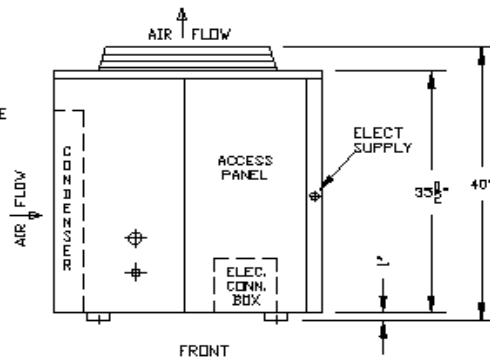 AIR FLOW
E
CONDENSER
AIR FLOW
ACCESS
PANEL
ELECT
SUPPLY
40"
ELEC.
CONN.
BOX
FRONT